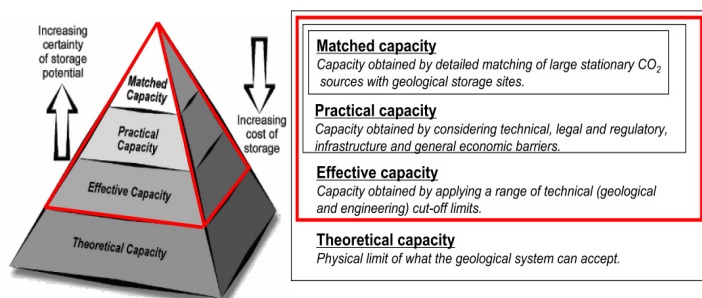 Increasing
certainty
of storage
potential
Matched
Capacity
Practical
Capacity
Effective Capacity
Theoretical Capacity
Increasing
cost of
storage
Matched capacity
Capacity obtained by detailed matching of large stationary CO2
sources with geological storage sites.
Practical capacity
Capacity obtained by considering technical, legal and regulatory,
infrastructure and general economic barriers.
Effective capacity
Capacity obtained by applying a range of technical (geological
and engineering) cut-off limits.
Theoretical capacity
Physical limit of what the geological system can accept.